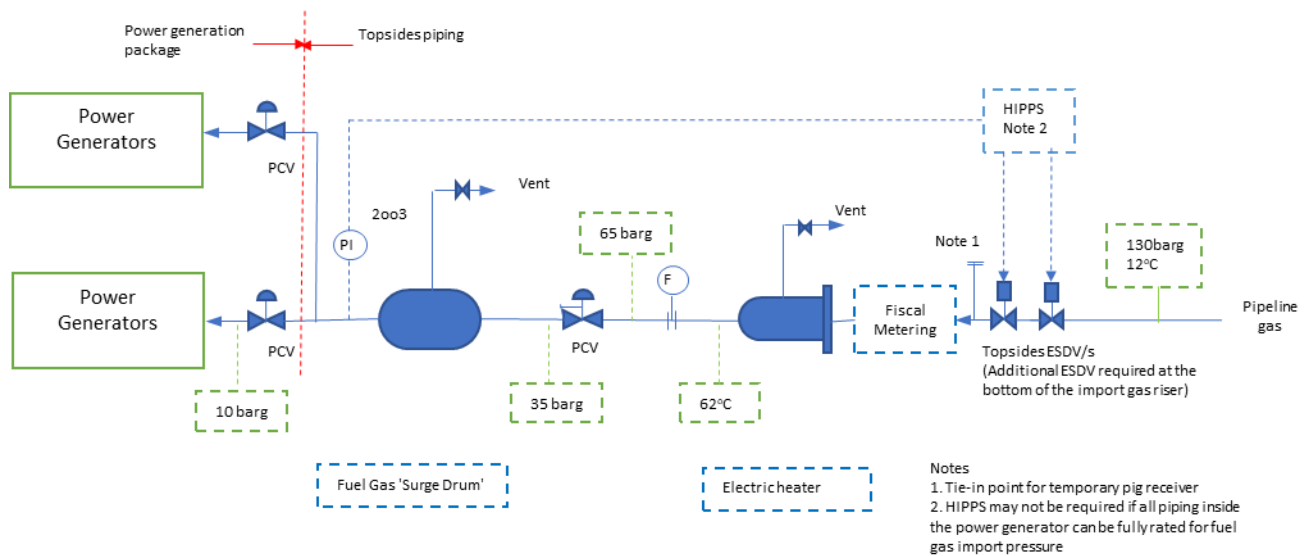 Power generation
package
Topsides piping
Power
Generators
PCV
HIPPS
Note 2
2oo3
Vent
PI
65 barg
Vent
Note 1
130barg
12°C
F
Power
Generators
Fiscal
Metering
Pipeline
gas
PCV
PCV
Topsides ESDV/s
(Additional ESDV required at the
bottom of the import gas riser)
10 barg
35 barg
62°C
Fuel Gas 'Surge Drum'
Electric heater
Notes
1. Tie-in point for temporary pig receiver
2. HIPPS may not be required if all piping inside
the power generator can be fully rated for fuel
gas import pressure